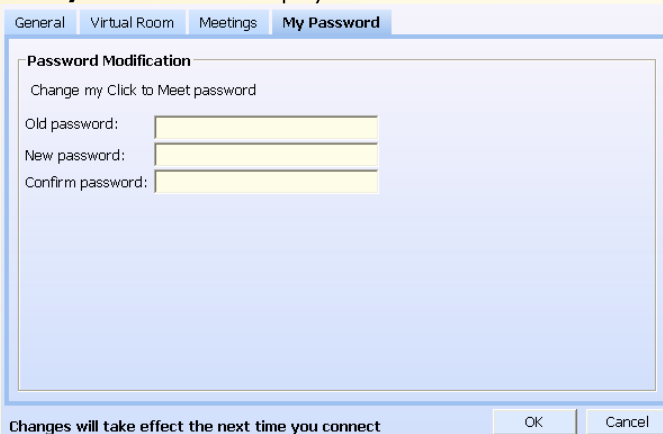 General Virtual Room Meetings My Password
Password Modification
Change my Click to Meet password
Old password:
New password:
Confirm password:
Changes will take effect the next time you connect OK Cancel